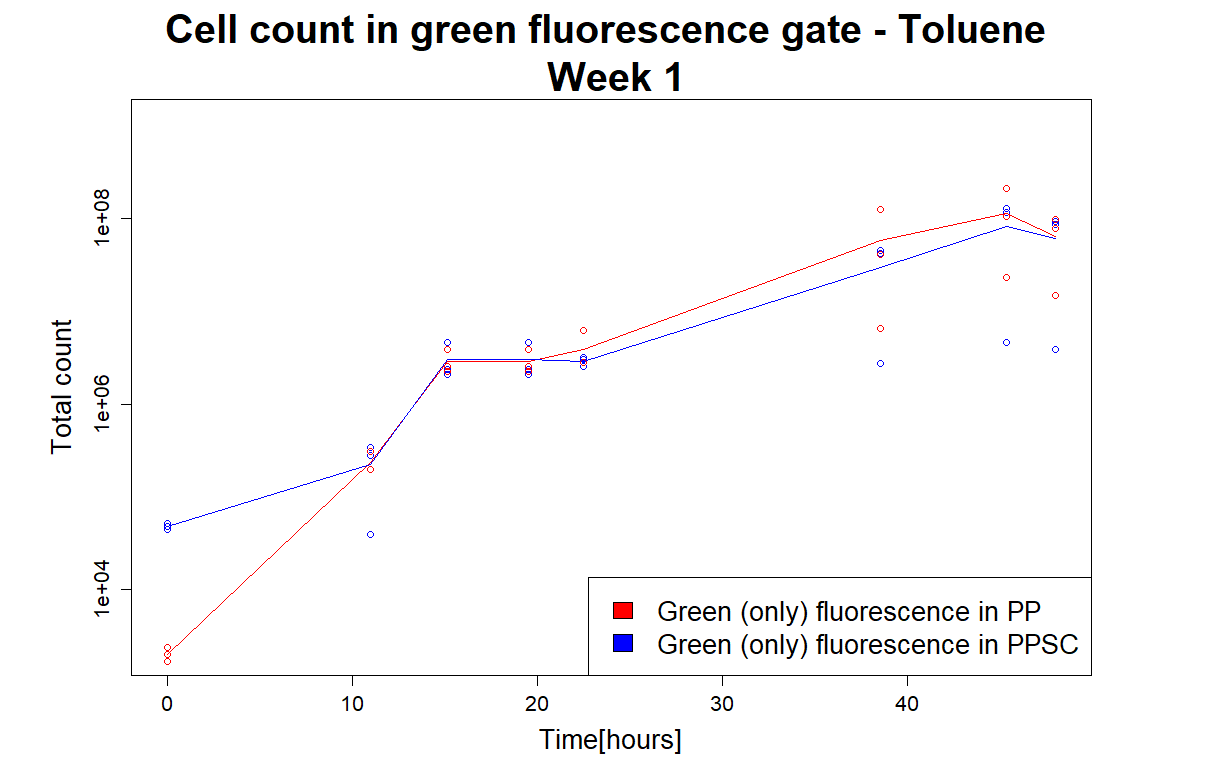 Cell count in green fluorescence gate - Toluene
Week 1
Total count
1e+08
1e+06
1e+04
Green (only) fluorescence in PP
Green (only) fluorescence in PPSC
0 10 20 30 40
Time[hours]